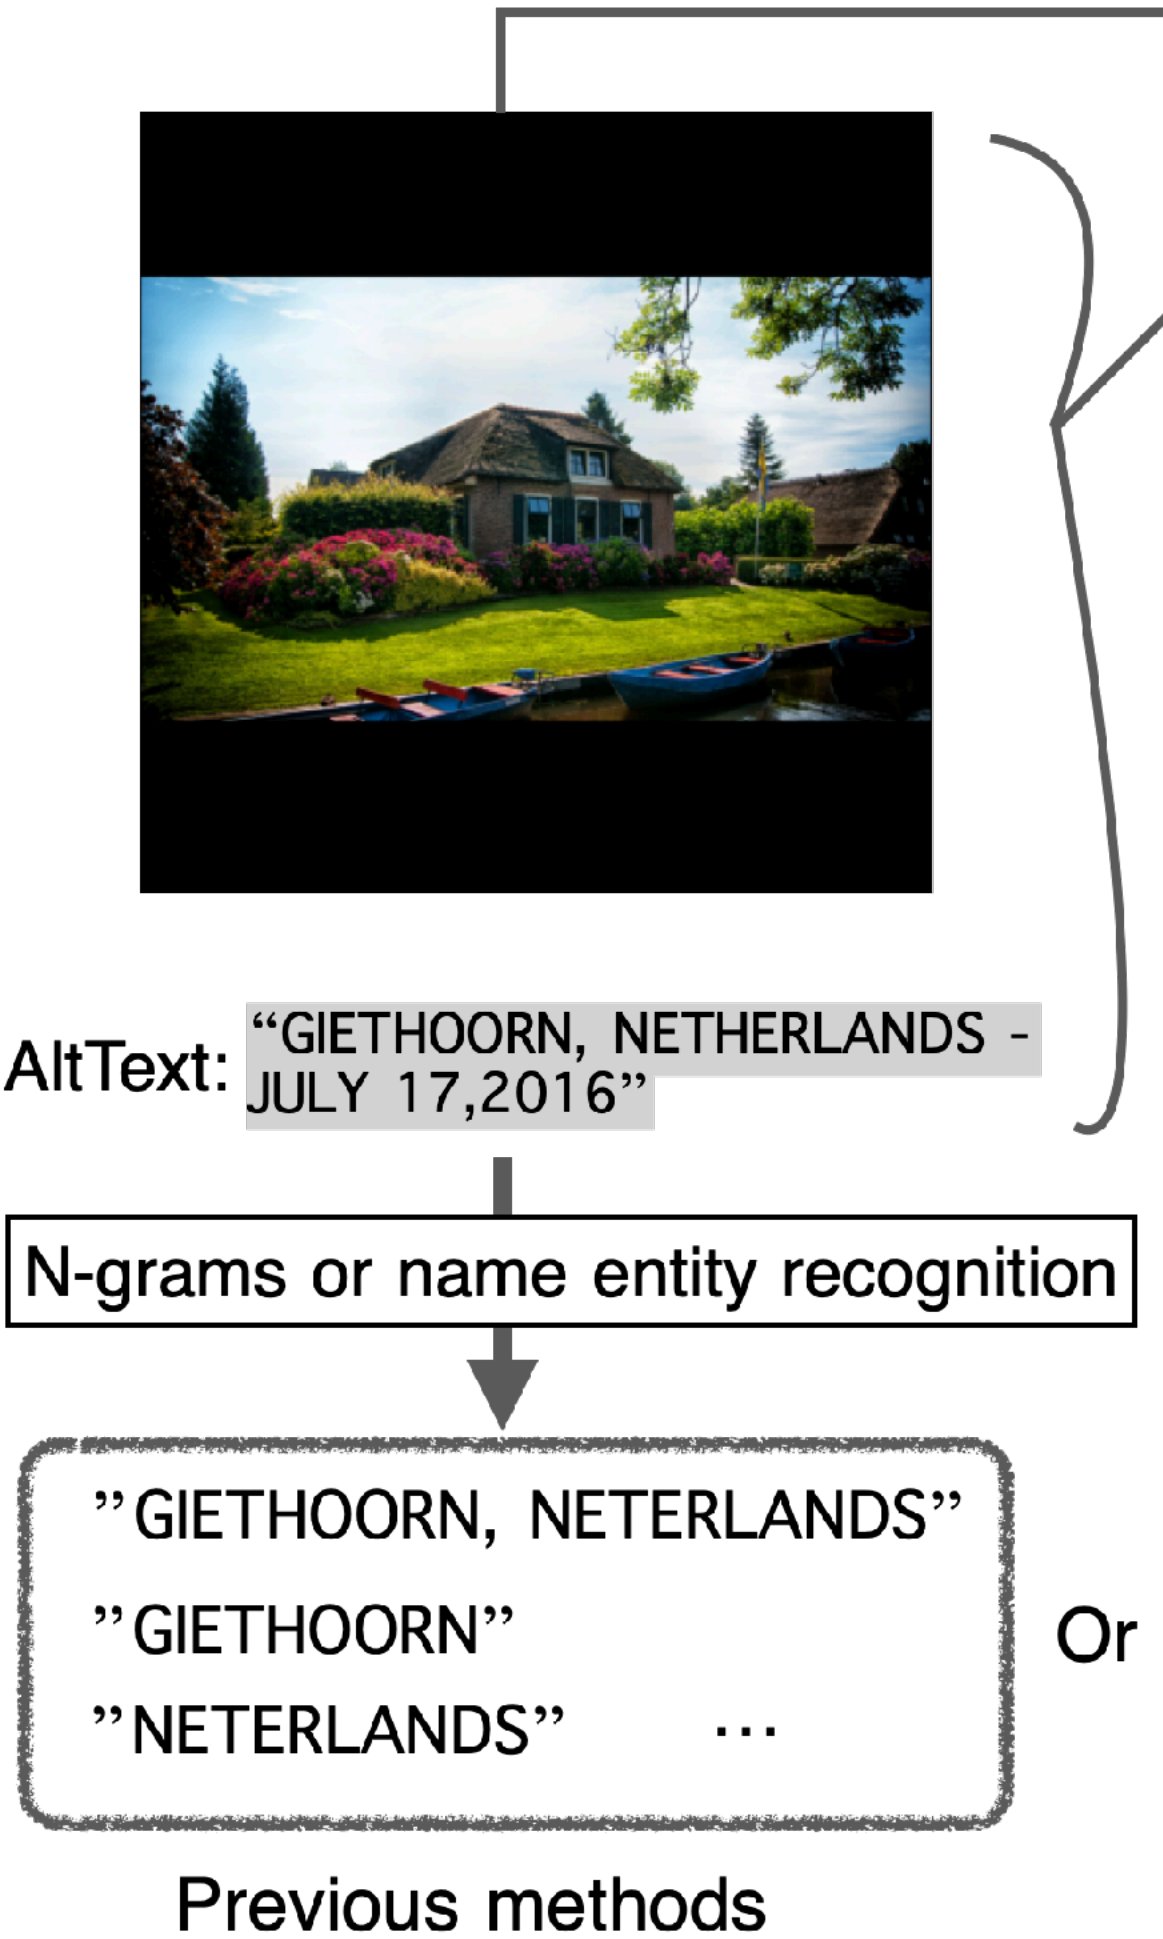 AltText: “GIETHOORN, NETHERLANDS -
JULY 17,2016”
N-grams or name entity recognition
”GIETHOORN, NETERLANDS”
”GIETHOORN”
”NETERLANDS” ...
Or
Previous methods